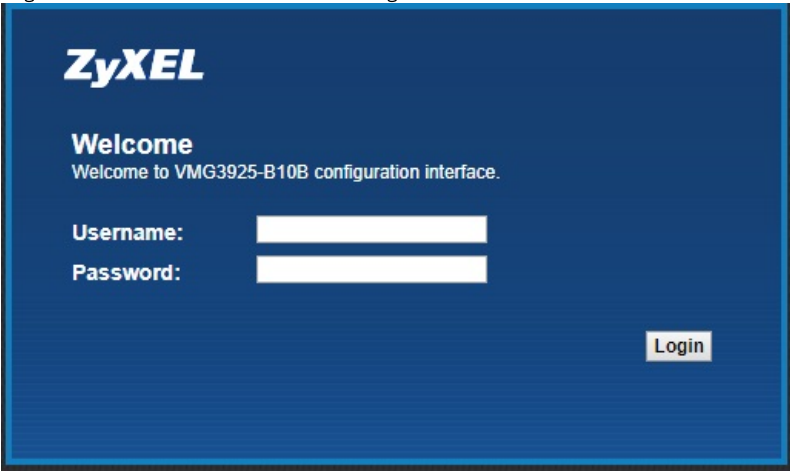 ZyXEL
Welcome
Welcome to VMG3925-B10B configuration interface.
Username:
Password:
Login